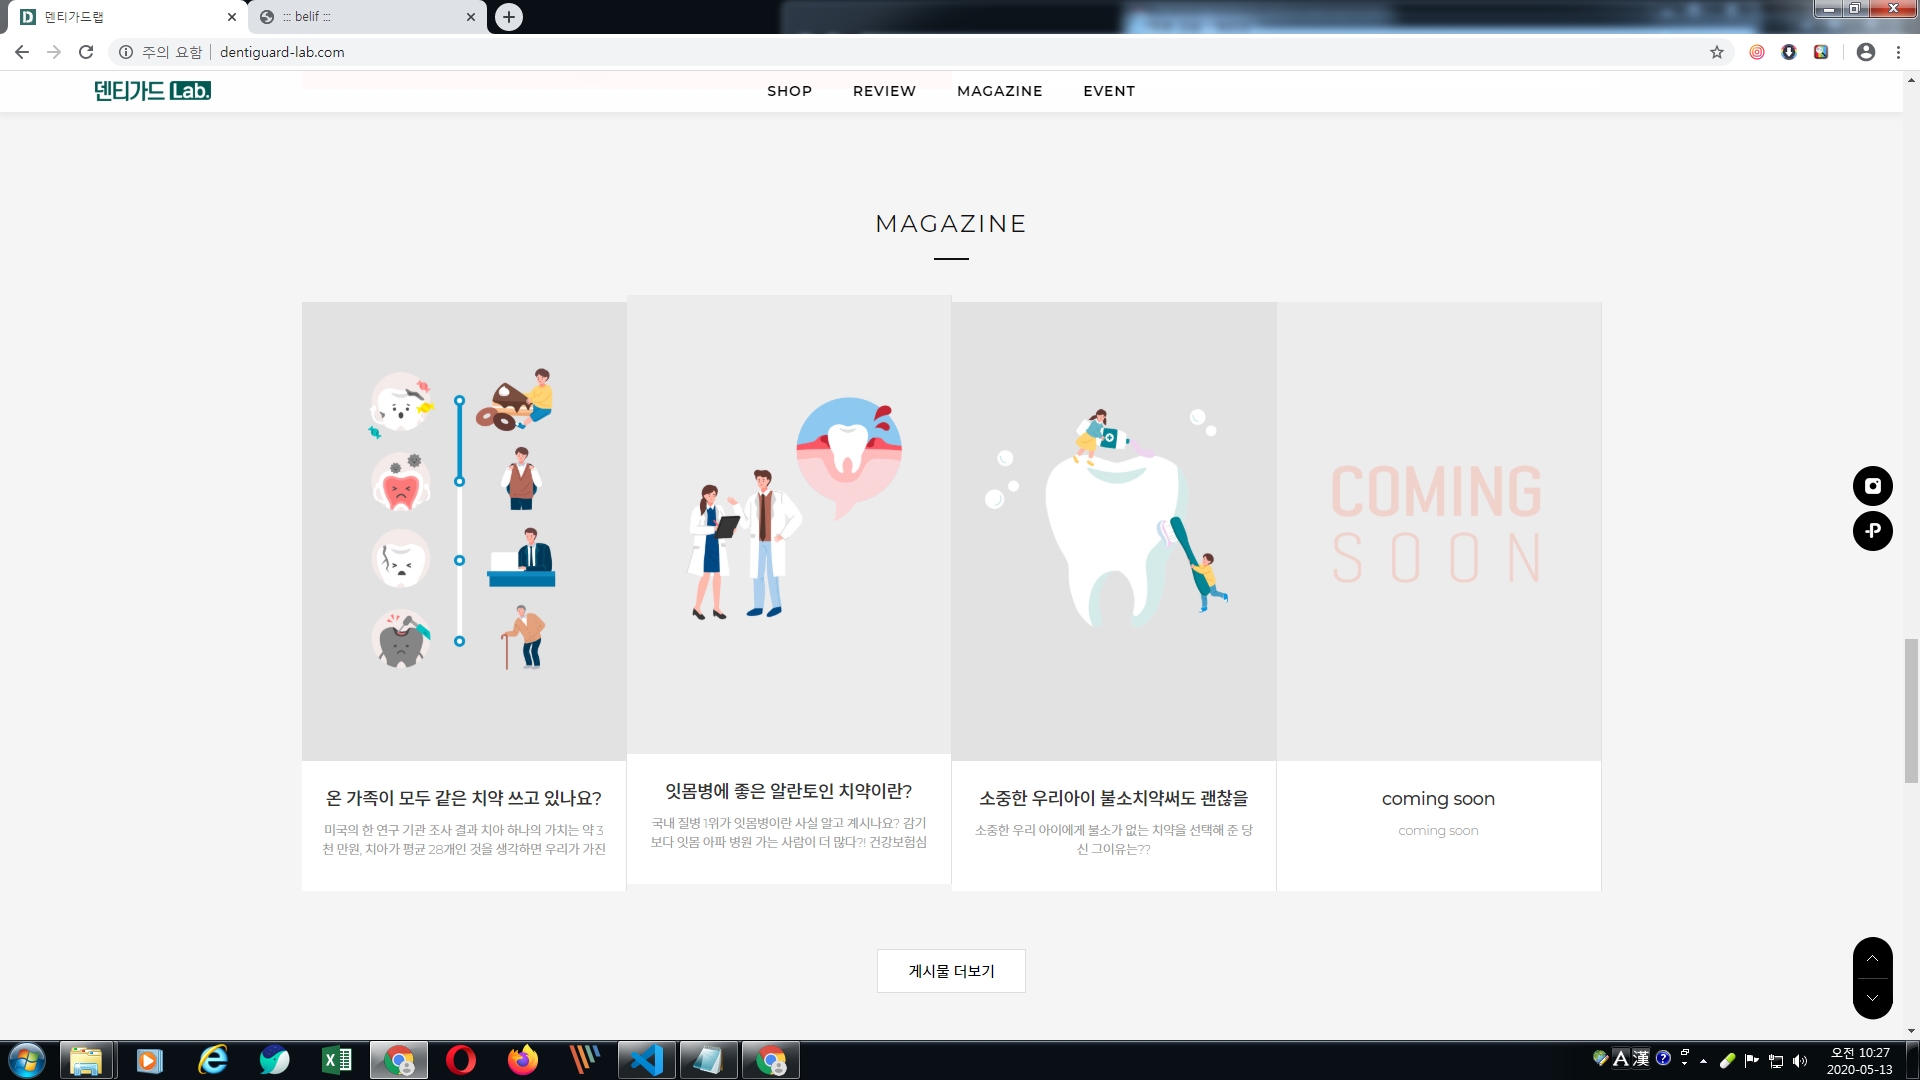 덴티가드랩
::: belif :::
주의 요함
dentiguard-lab.com
덴티가드 Lab.
SHOP
REVIEW
MAGAZINE
EVENT
MAGAZINE
COMING
SOON
온 가족이 모두 같은 치약 쓰고 있나요?
미국의 한 연구 기관 조사 결과 치아 하나의 가치는 약 3
천 만원, 치아가 평균 28개인 것을 생각하면 우리가 가진
잇몸병에 좋은 알란토인 치약이란?
국내 질병 1위가 잇몸병이란 사실 알고 계시나요? 감기
보다 잇몸 아파 병원 가는 사람이 더 많다?! 건강보험심
소중한 우리아이 불소치약써도 괜찮을
소중한 우리 아이에게 불소가 없는 치약을 선택해 준 당
신 그이유는??
coming soon
coming soon
게시물 더보기
A 漢
오전 10:27
2020-05-13